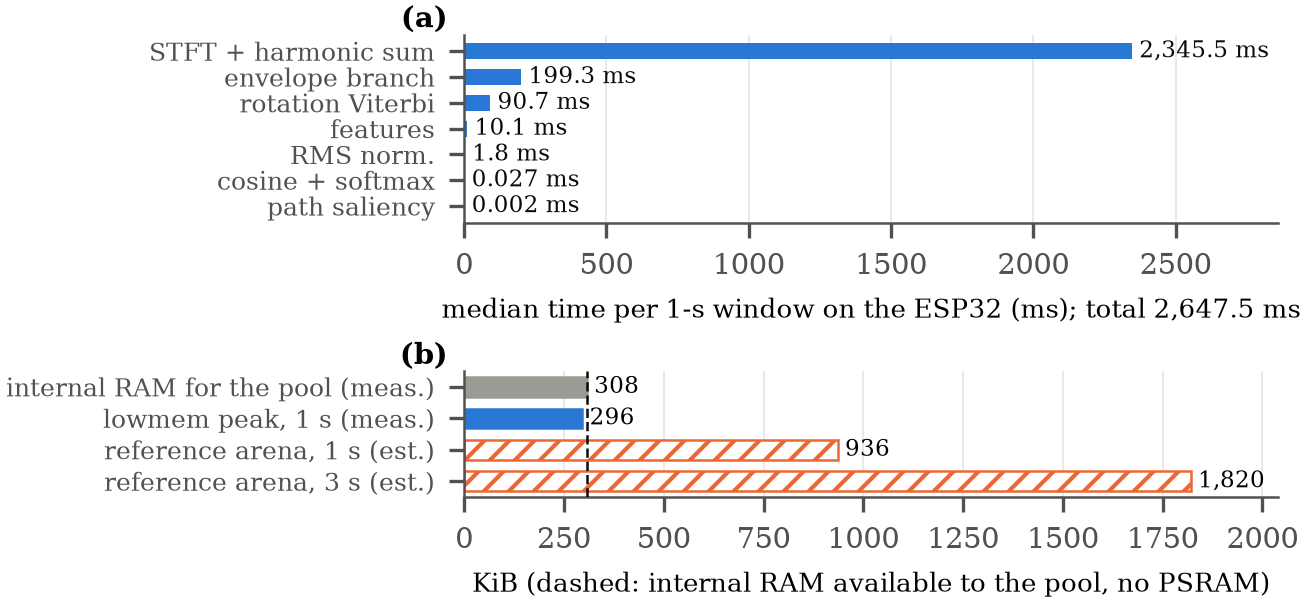 (a)
STFT + harmonic sum 2,345.5 ms
envelope branch 199.3 ms
rotation Viterbi 90.7 ms
features 10.1 ms
RMS norm. 1.8 ms
cosine + softmax 0.027 ms
path saliency 0.002 ms
0 500 1000 1500 2000 2500
median time per 1-s window on the ESP32 (ms); total 2,647.5 ms
(b)
internal RAM for the pool (meas.) 308
lowmem peak, 1 s (meas.) 296
reference arena, 1 s (est.) 936
reference arena, 3 s (est.) 1,820
0 250 500 750 1000 1250 1500 1750 2000
KiB (dashed: internal RAM available to the pool, no PSRAM)